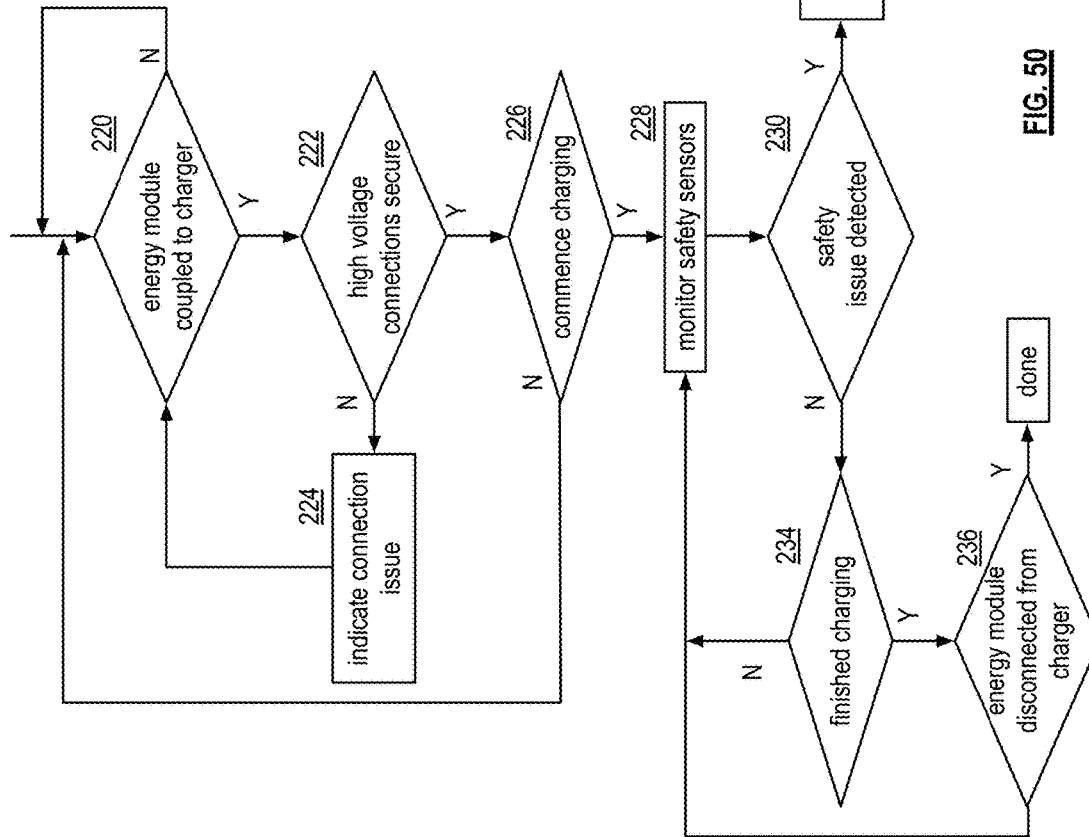 220
energy module
coupled to charger
N
Y
222
high voltage
connections secure
N
Y
224
indicate connection
issue
226
commence charging
N
Y
228
monitor safety sensors
230
safety
issue detected
Y
N
234
finished charging
N
Y
236
energy module
disconnected from
charger
Y
done
FIG. 50